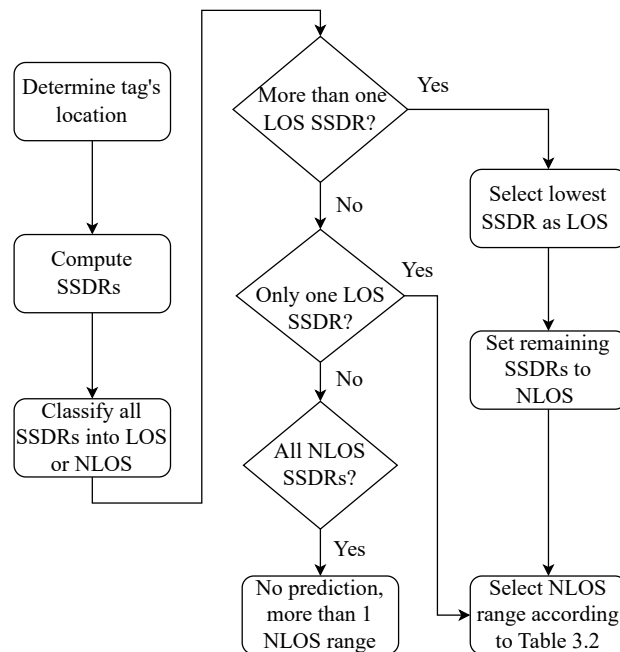 Determine tag's
location
Compute
SSDRs
Classify all
SSDRs into LOS
or NLOS
More than one
LOS SSDR?
Yes
No
Select lowest
SSDR as LOS
Only one LOS
SSDR?
Yes
No
Set remaining
SSDRs to
NLOS
All NLOS
SSDRs?
Yes
No prediction,
more than 1
NLOS range
Select NLOS
range according
to Table 3.2